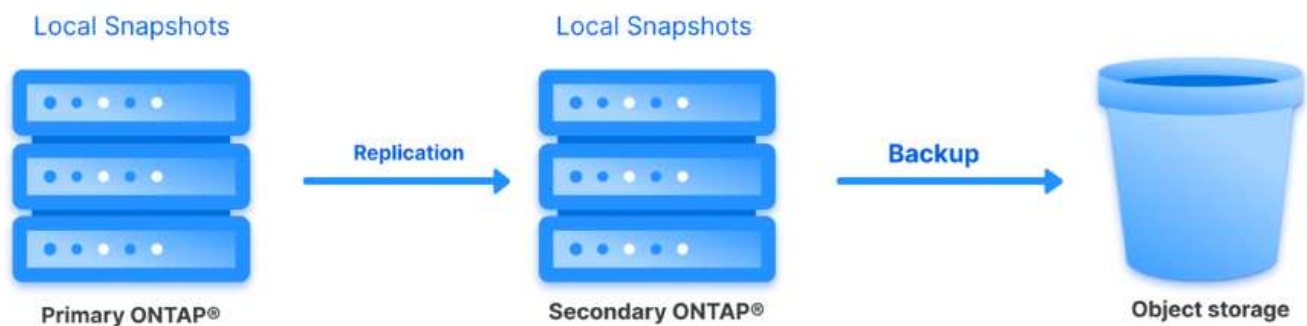 Local Snapshots
Local Snapshots
Replication
Backup
Primary ONTAP®
Secondary ONTAP®
Object storage